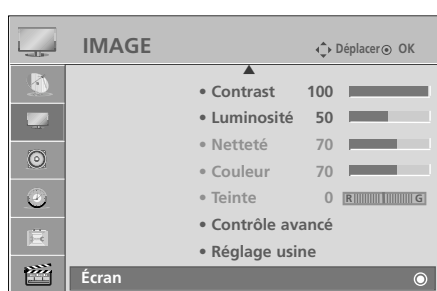 IMAGE Déplacer OK
• Contrast 100
• Luminosité 50
• Netteté 70
• Couleur 70
• Teinte 0 R G
• Contrôle avancé
• Réglage usine
Écran